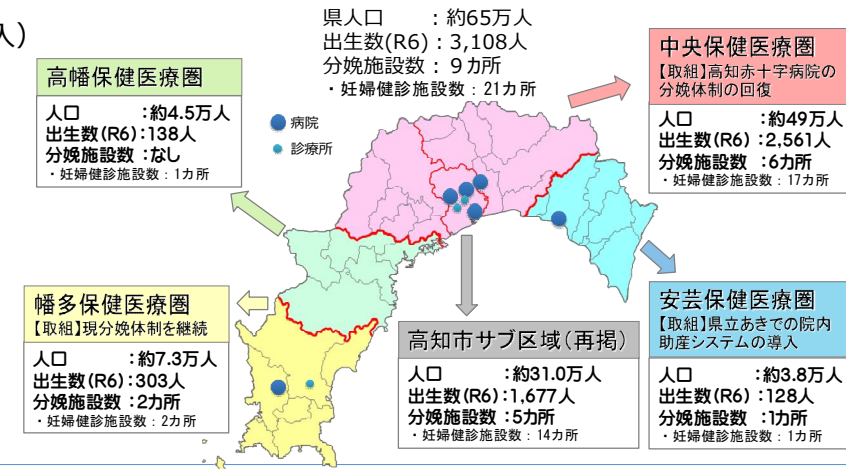 人)
県人口　　：約65万人
出生数(R6)：3,108人
分娩施設数：９カ所
・妊婦健診施設数：21カ所
高幡保健医療圏
人口　　：約4.5万人
出生数(R6)：138人
分娩施設数：なし
・妊婦健診施設数：1カ所
病院
診療所
中央保健医療圏
【取組】高知赤十字病院の
分娩体制の回復
人口　　：約49万人
出生数(R6)：2,561人
分娩施設数：6カ所
・妊婦健診施設数：17カ所
幡多保健医療圏
【取組】現分娩体制を継続
人口　　：約7.3万人
出生数(R6)：303人
分娩施設数：2カ所
・妊婦健診施設数：2カ所
高知市サブ区域(再掲)
人口　　：約31.0万人
出生数(R6)：1,677人
分娩施設数：5カ所
・妊婦健診施設数：14カ所
安芸保健医療圏
【取組】県立あきでの院内
助産システムの導入
人口　　：約3.8万人
出生数(R6)：128人
分娩施設数：1カ所
・妊婦健診施設数：1カ所